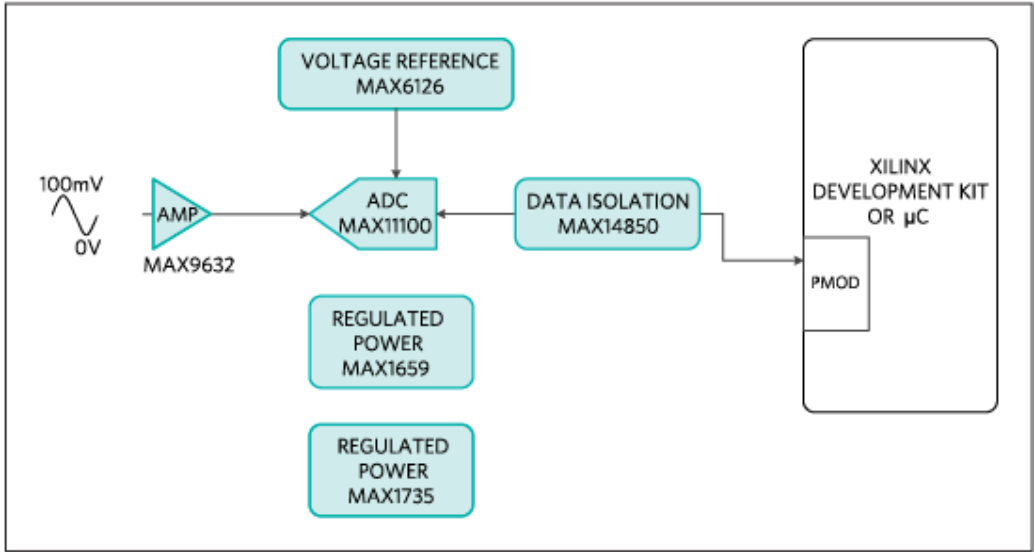 VOLTAGE REFERENCE
MAX6126
100mV
0V
AMP
MAX9632
ADC
MAX11100
DATA ISOLATION
MAX14850
XILINX
DEVELOPMENT KIT
OR µC
PMOD
REGULATED
POWER
MAX1659
REGULATED
POWER
MAX1735